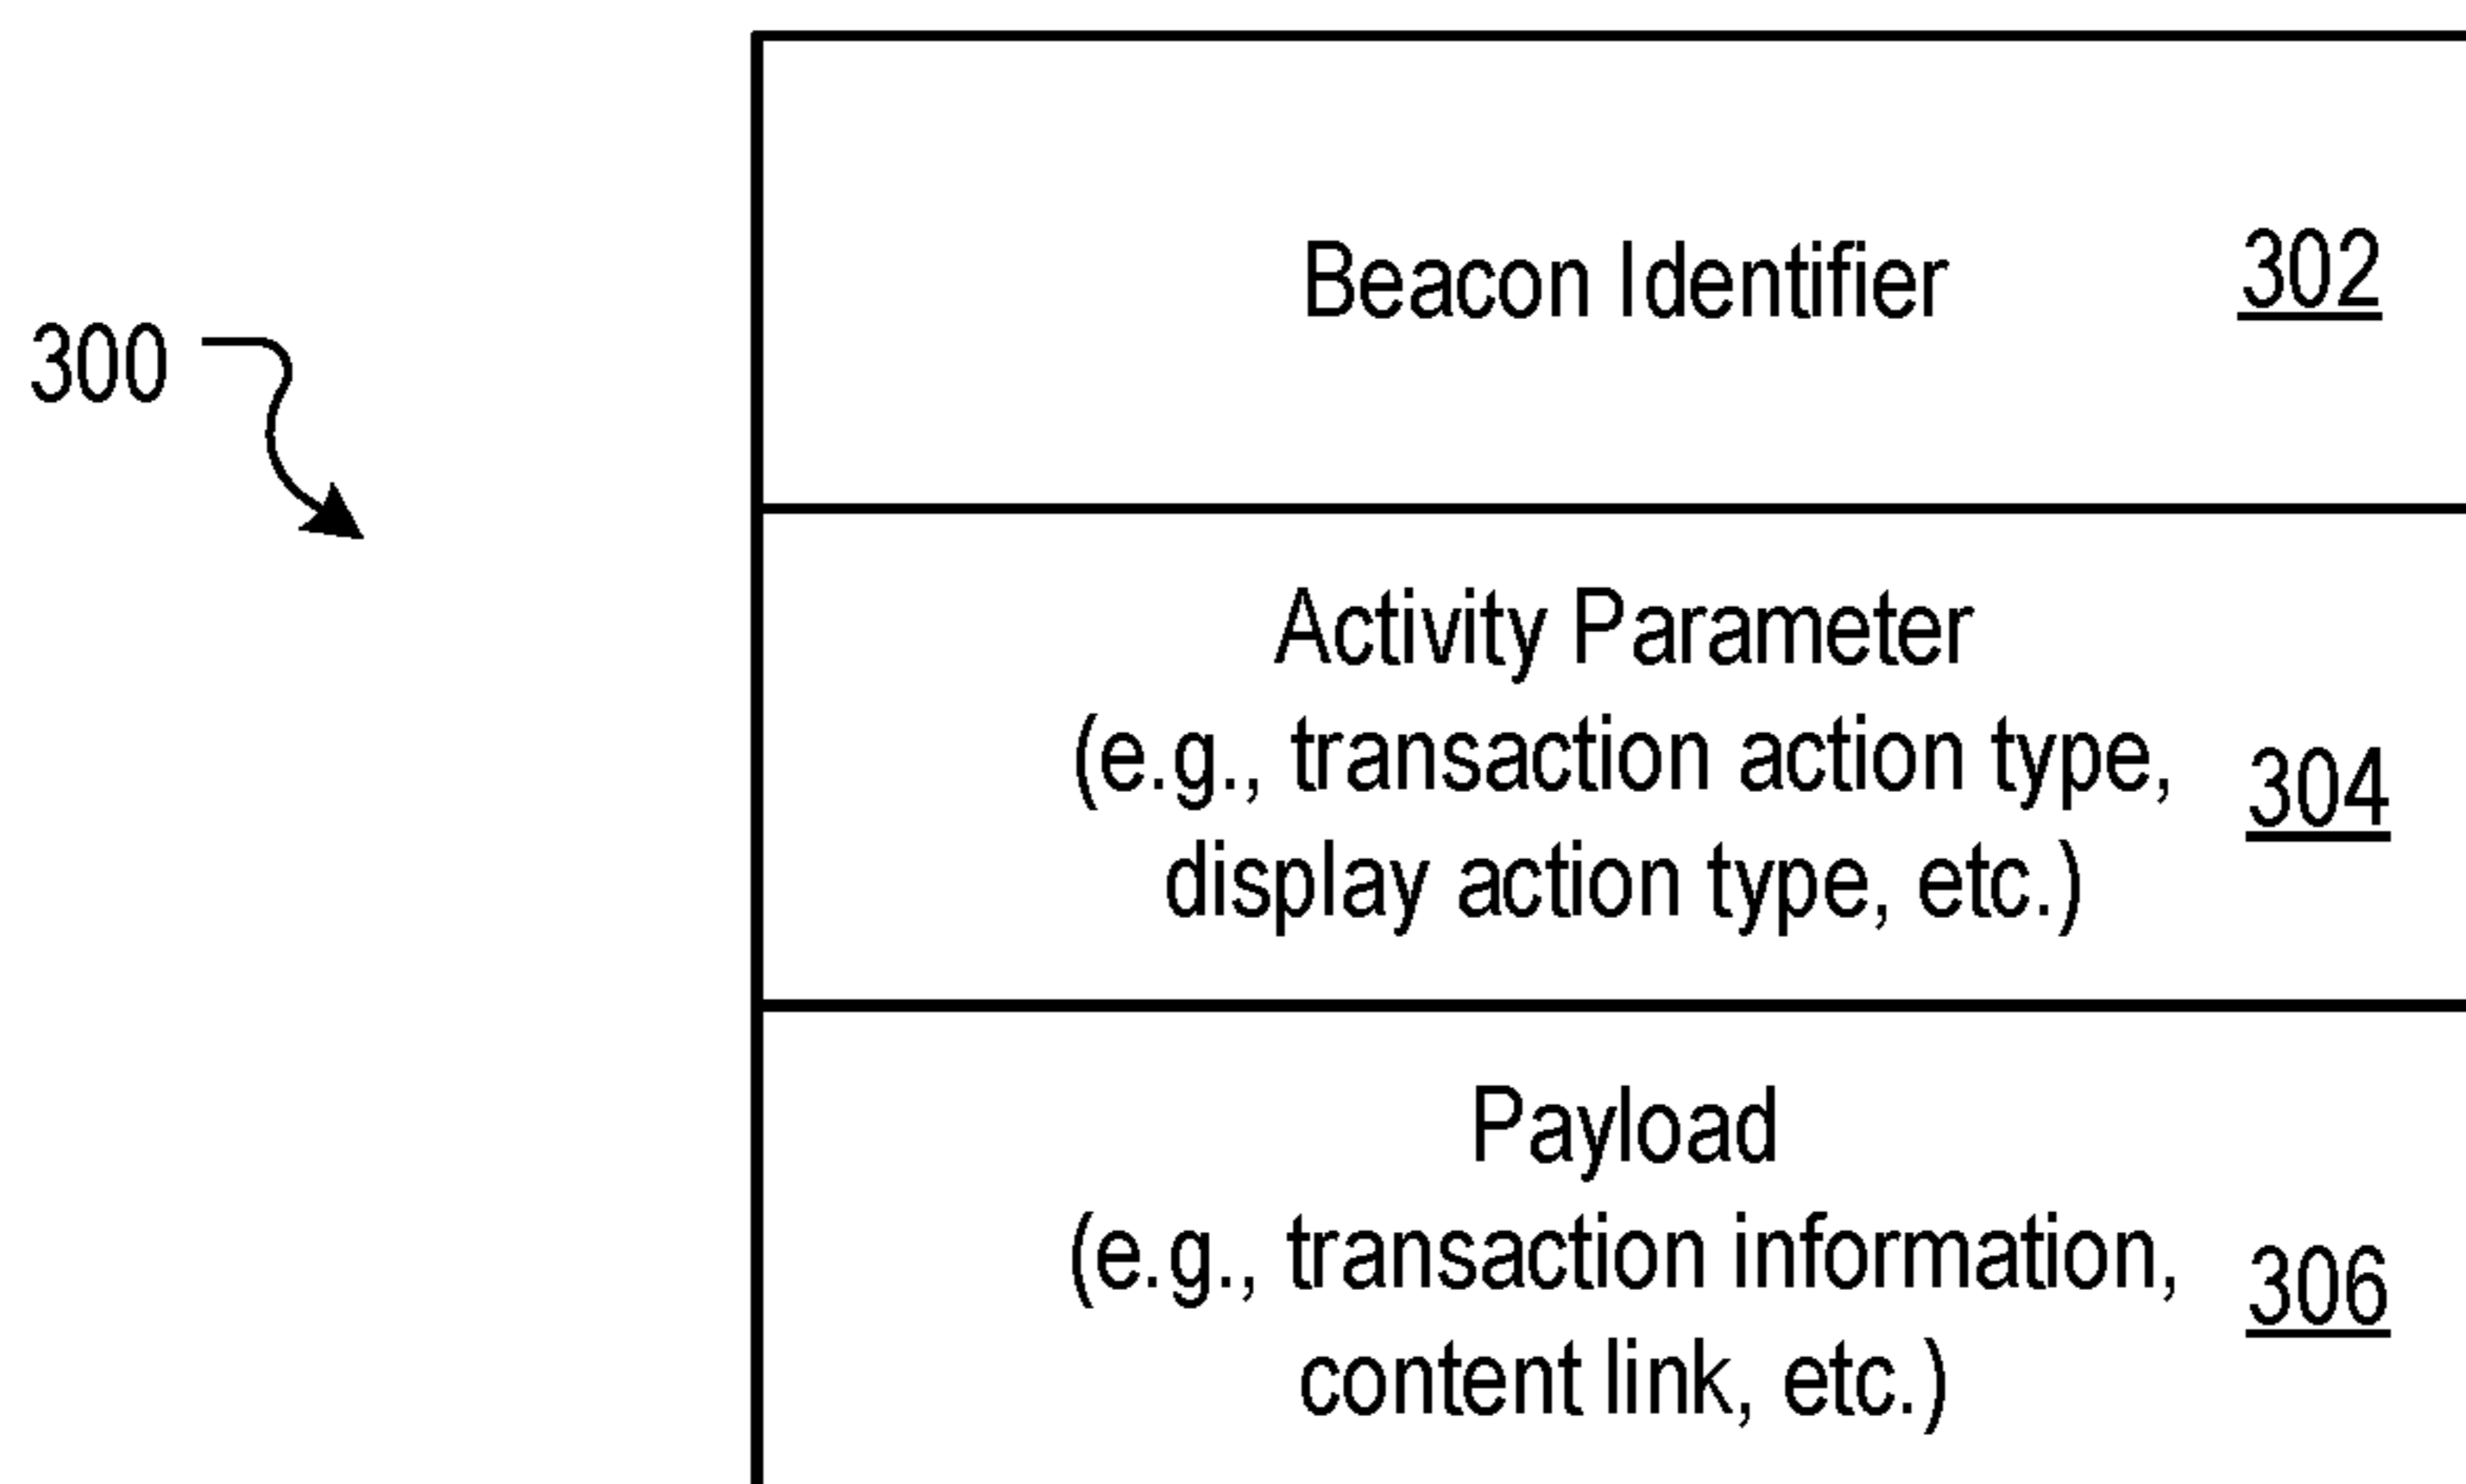 Beacon Identifier 302
300
Activity Parameter
(e.g., transaction action type,
304
display action type, etc.)
Payload
(e.g., transaction information,
306
content link, etc.)